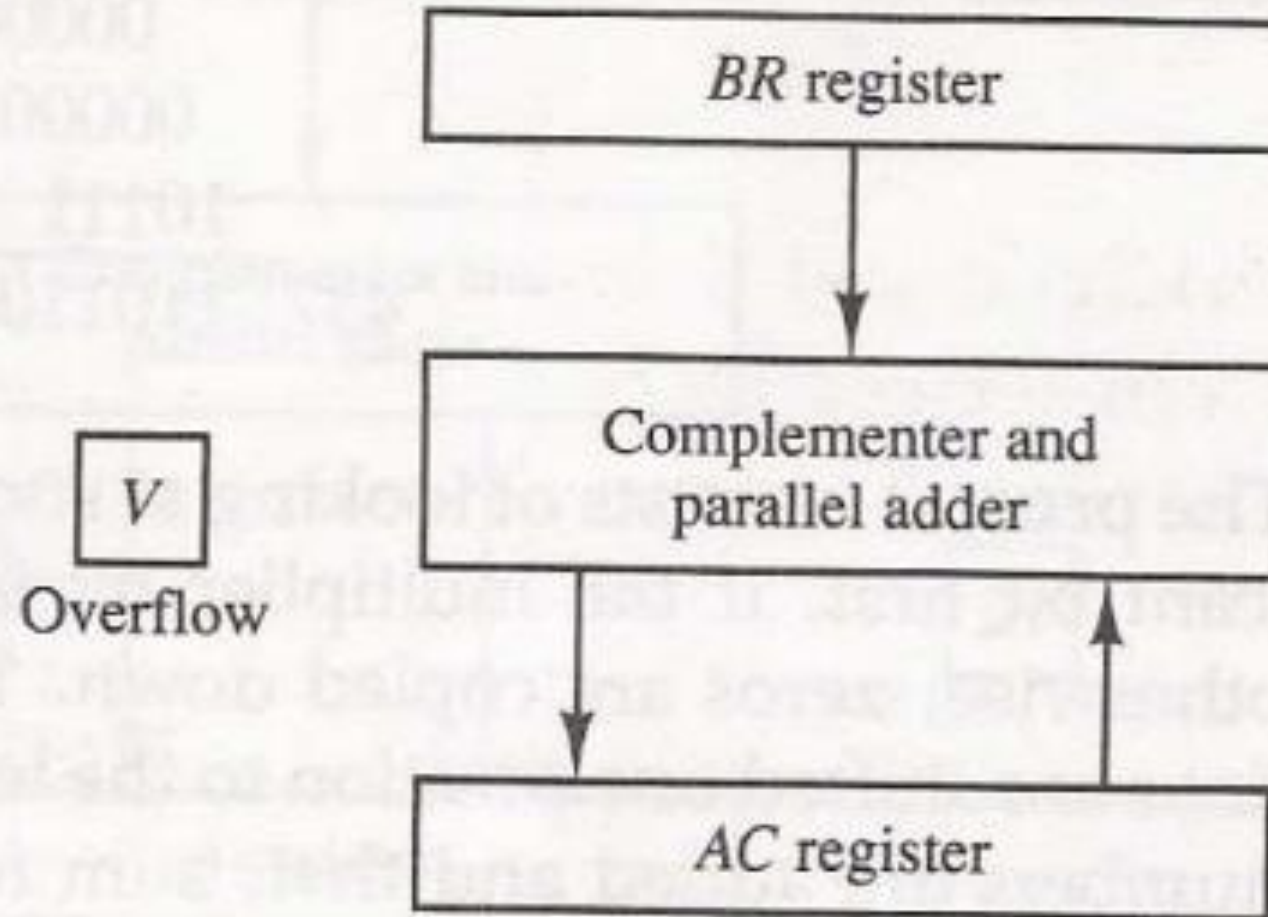 BR register
Complementer and
parallel adder
V
Overflow
AC register